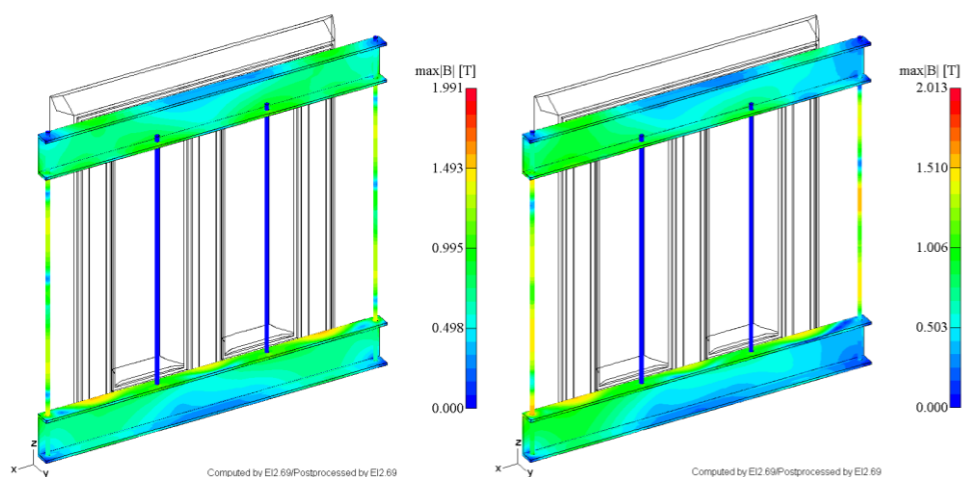 max|B| [T]
1.991
1.493
0.995
0.498
0.000
z
x
y
Computed by EI2.69/Postprocessed by EI2.69
max|B| [T]
2.013
1.510
1.006
0.503
0.000
z
x
y
Computed by EI2.69/Postprocessed by EI2.69